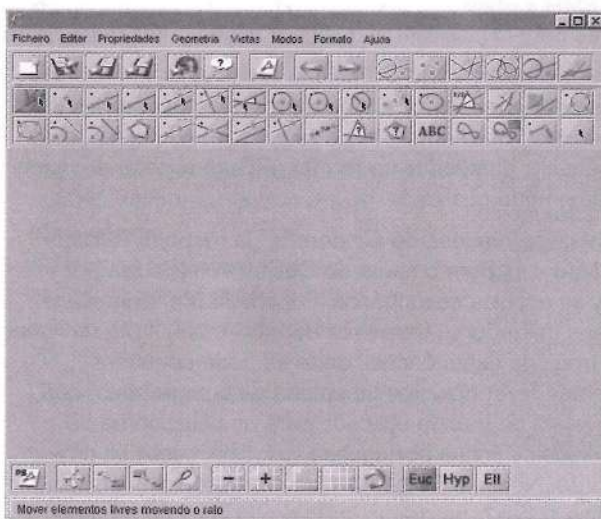 Ficheiro Editar Propriedades Geometria Vistas Modos Formato Ajuda
ABC
Euc Hyp Ell
Mover elementos livres movendo o rato